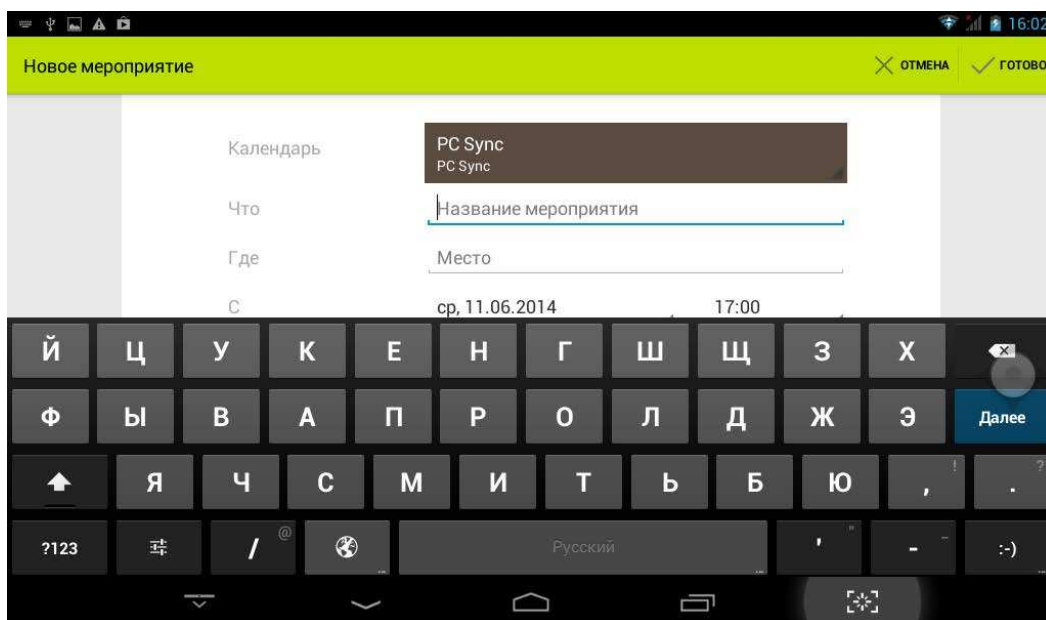 16:02
Новое мероприятие ОТМЕНА ГОТОВО
Календарь PC Sync
PC Sync
Что Название мероприятия
Где Место
С ср, 11.06.2014 17:00
Й Ц У К Е Н Г Ш Щ З Х
Ф Ы В А П Р О Л Д Ж Э Далее
Я Ч С М И Т Ь Б Ю , ! . ?
?123 / @ Русский ' " - _ :-)